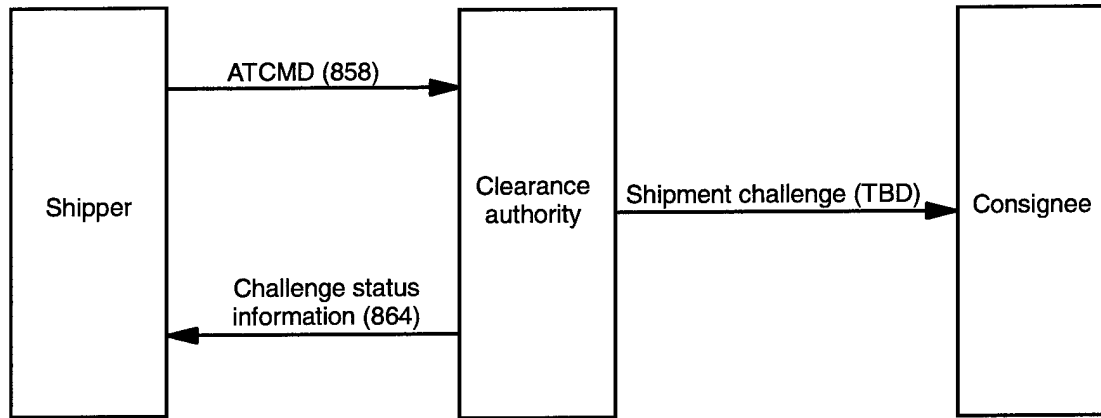 ATCMD (858)
Shipper
Clearance
authority
Shipment challenge (TBD)
Consignee
Challenge status
information (864)